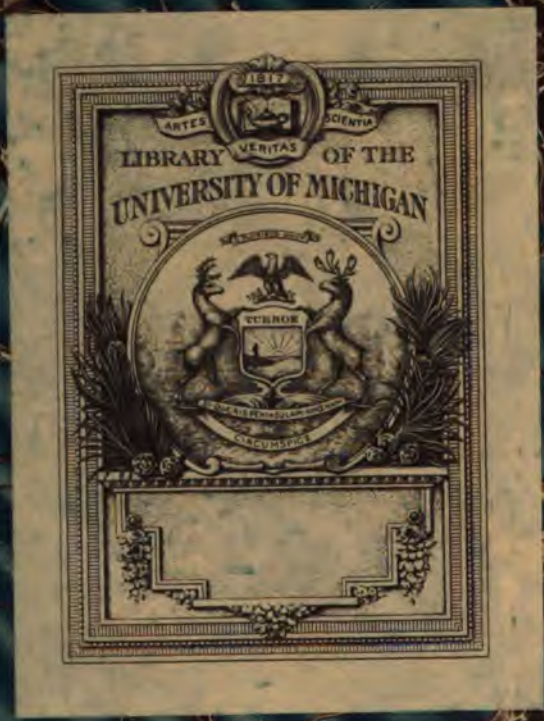 1817
ARTES
SCIENTIA
VERITAS
LIBRARY OF THE
UNIVERSITY OF MICHIGAN
TUEBOR
CIRCUMSPICE